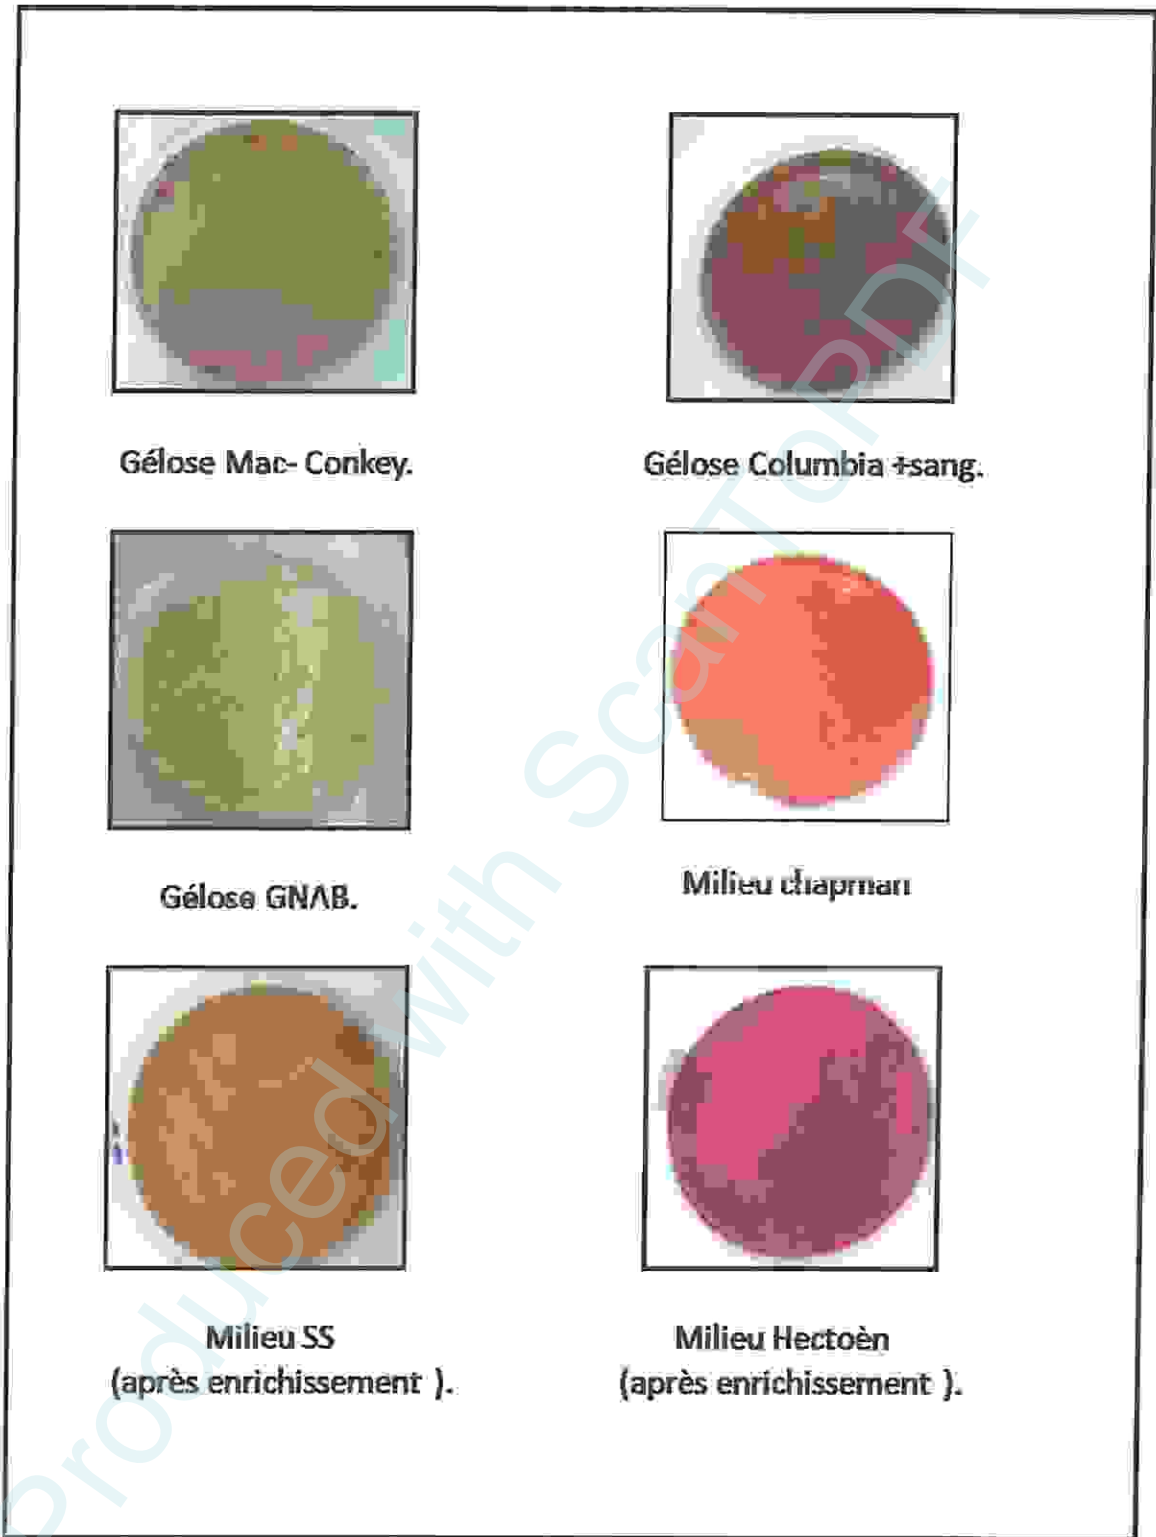 Gélose Mac- Conkey.
Gélose Columbia +sang.
Gélose GNAB.
Milieu chapman
Milieu SS
(après enrichissement ).
Milieu Hectoèn
(après enrichissement ).
Produced with ScanToPDF